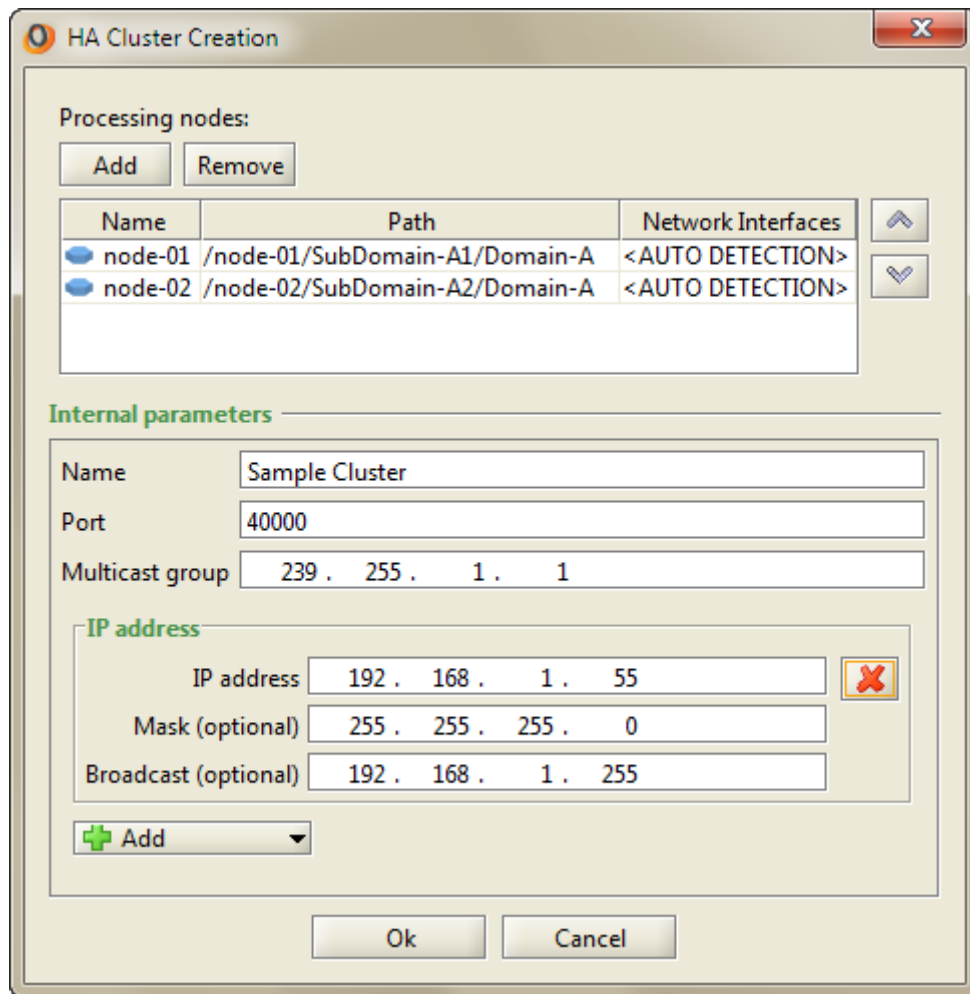 HA Cluster Creation
Processing nodes:
Add Remove
Name Path Network Interfaces
node-01 /node-01/SubDomain-A1/Domain-A <AUTO DETECTION>
node-02 /node-02/SubDomain-A2/Domain-A <AUTO DETECTION>
Internal parameters
Name Sample Cluster
Port 40000
Multicast group 239 . 255 . 1 . 1
IP address
IP address 192 . 168 . 1 . 55
Mask (optional) 255 . 255 . 255 . 0
Broadcast (optional) 192 . 168 . 1 . 255
Add
Ok Cancel